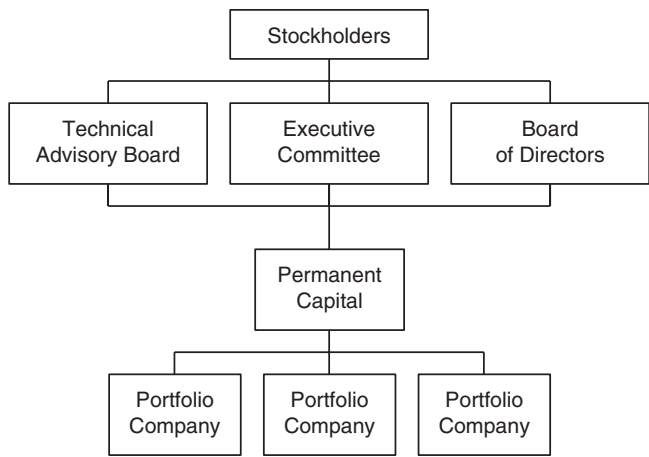 Stockholders
Technical
Advisory Board
Executive
Committee
Board
of Directors
Permanent
Capital
Portfolio
Company
Portfolio
Company
Portfolio
Company